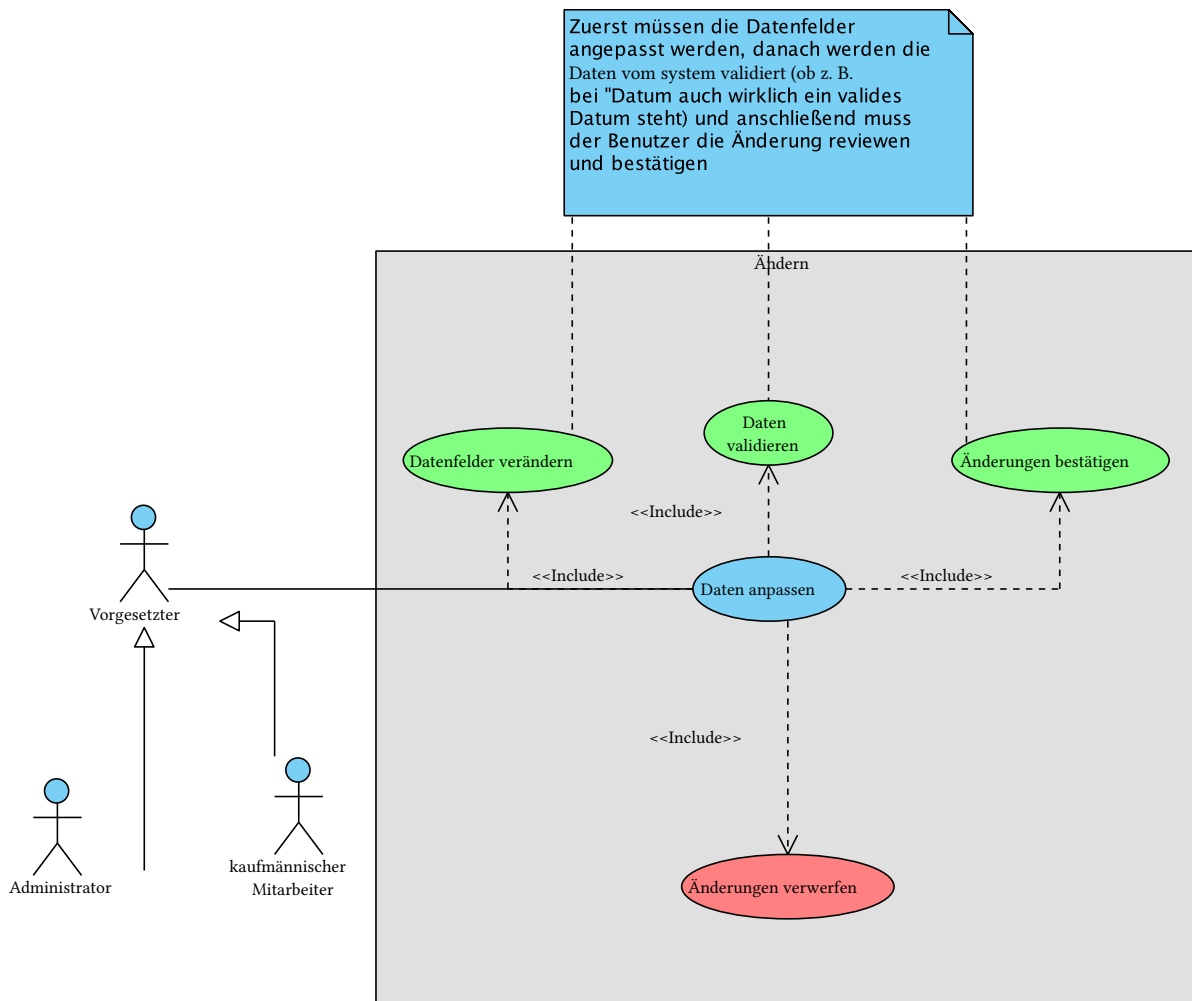 Zuerst müssen die Datenfelder
angepasst werden, danach werden die
Daten vom system validiert (ob z. B.
bei "Datum auch wirklich ein valides
Datum steht) und anschließend muss
der Benutzer die Änderung reviewen
und bestätigen
Ändern
Daten
validieren
Datenfelder verändern
Änderungen bestätigen
<<Include>>
<<Include>>
<<Include>>
Daten anpassen
Vorgesetzter
<<Include>>
kaufmännischer
Mitarbeiter
Administrator
Änderungen verwerfen